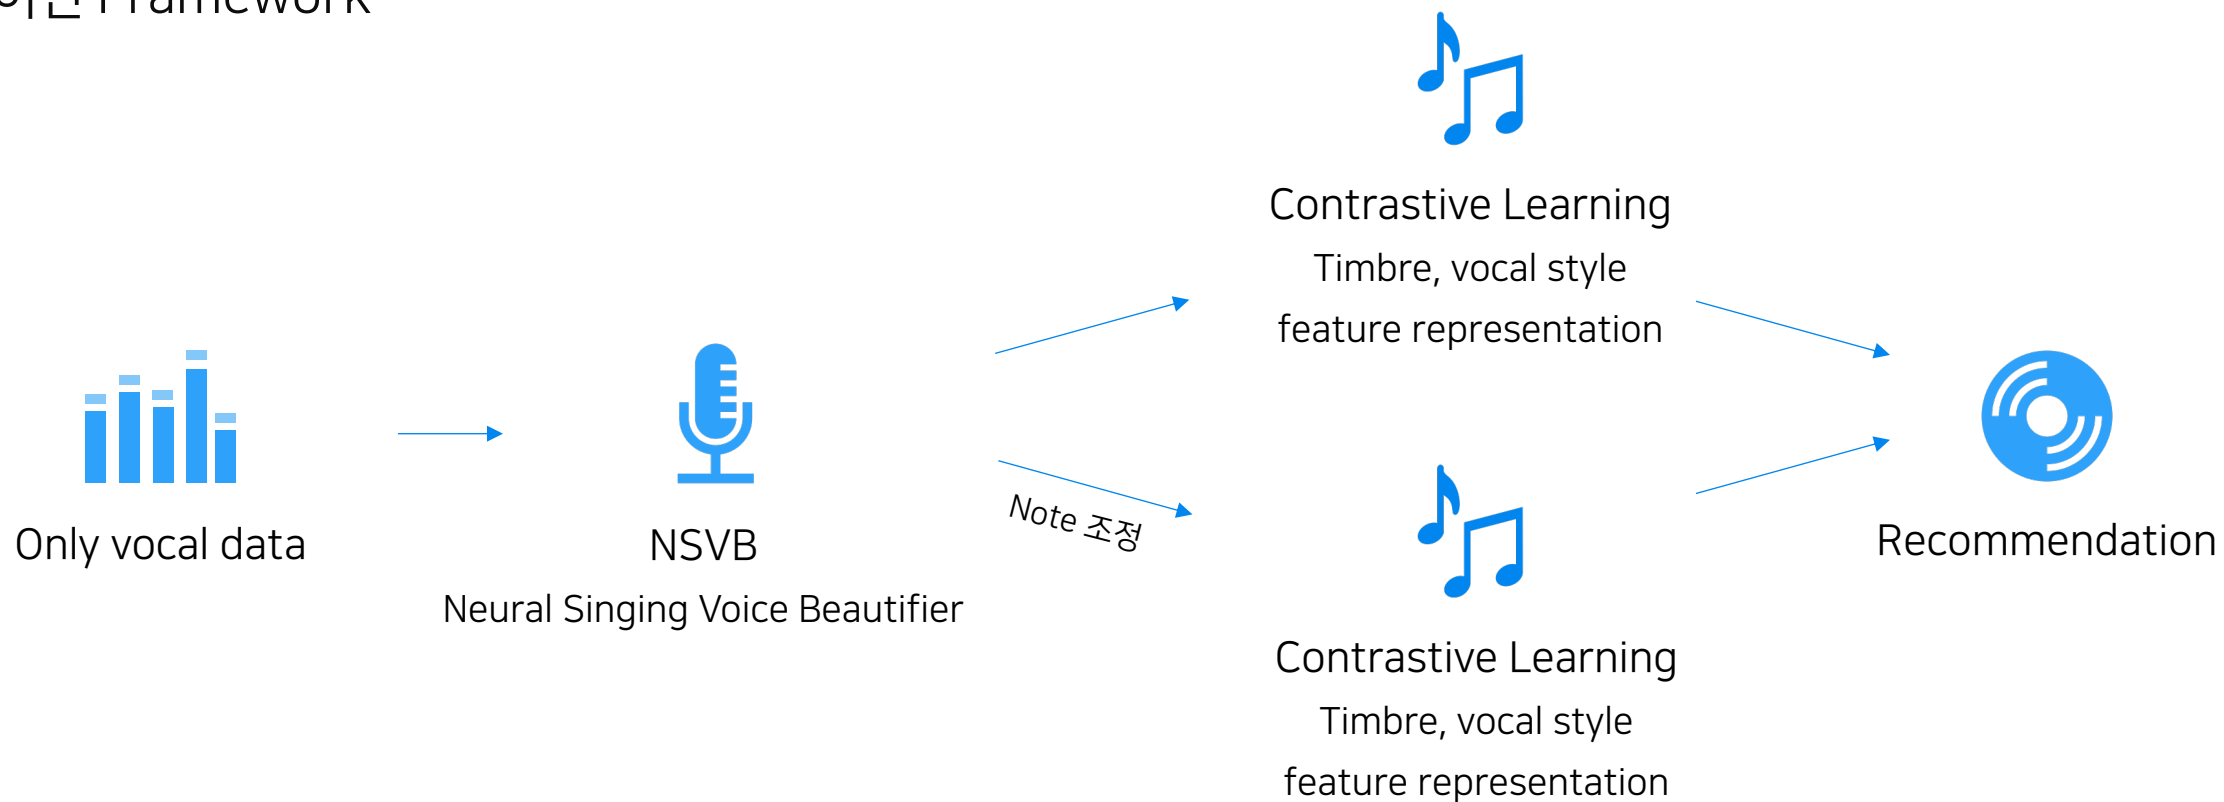 Framework
Contrastive Learning
Timbre, vocal style
feature representation
Only vocal data
NSVB
Neural Singing Voice Beautifier
Note 조정
Recommendation
Contrastive Learning
Timbre, vocal style
feature representation